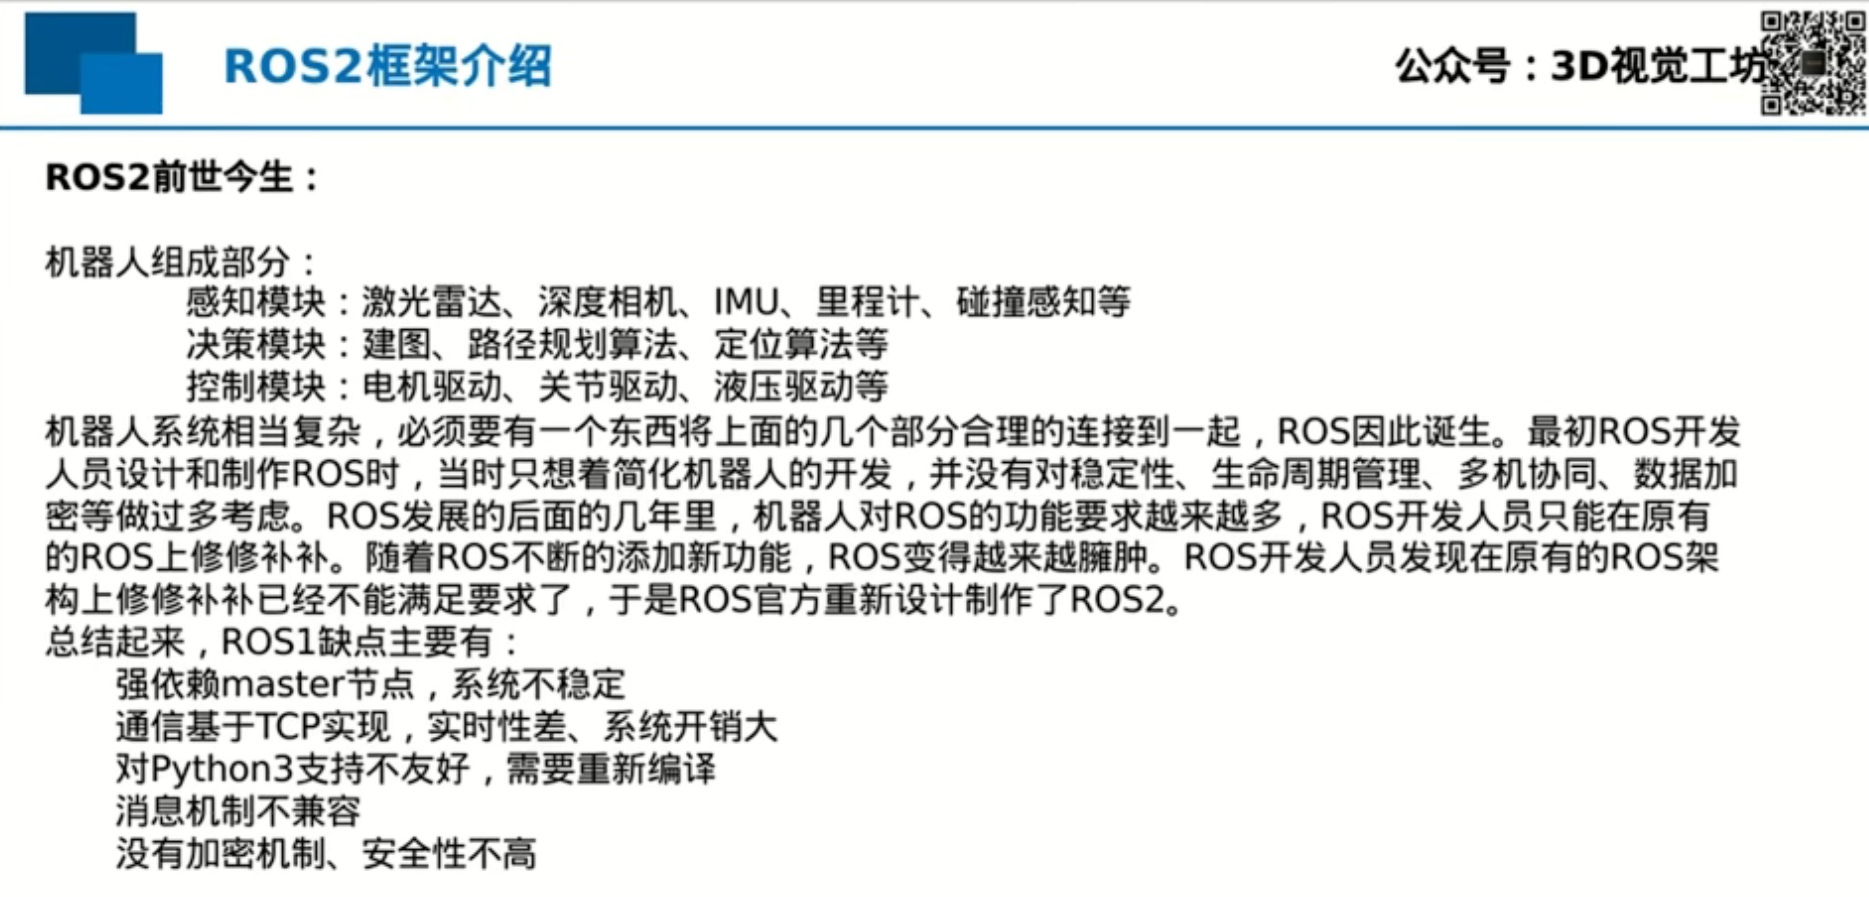 ROS2框架介绍
公众号：3D视觉工坊
ROS2前世今生：
机器人组成部分：
感知模块：激光雷达、深度相机、IMU、里程计、碰撞感知等
决策模块：建图、路径规划算法、定位算法等
控制模块：电机驱动、关节驱动、液压驱动等
机器人系统相当复杂，必须要有一个东西将上面的几个部分合理的连接到一起，ROS因此诞生。最初ROS开发
人员设计和制作ROS时，当时只想着简化机器人的开发，并没有对稳定性、生命周期管理、多机协同、数据加
密等做过多考虑。ROS发展的后面的几年里，机器人对ROS的功能要求越来越多，ROS开发人员只能在原有
的ROS上修修补补。随着ROS不断的添加新功能，ROS变得越来越臃肿。ROS开发人员发现在原有的ROS架
构上修修补补已经不能满足要求了，于是ROS官方重新设计制作了ROS2。
总结起来，ROS1缺点主要有：
强依赖master节点，系统不稳定
通信基于TCP实现，实时性差、系统开销大
对Python3支持不友好，需要重新编译
消息机制不兼容
没有加密机制、安全性不高